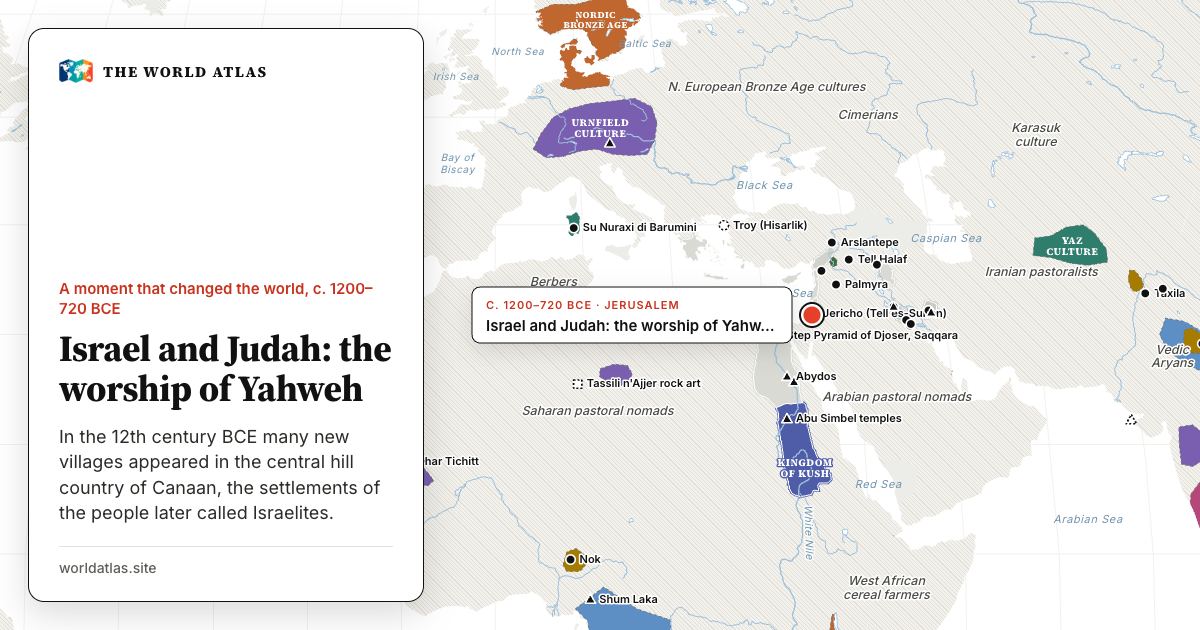 THE WORLD ATLAS
A moment that changed the world, c. 1200–
720 BCE
Israel and Judah: the
worship of Yahweh
In the 12th century BCE many new
villages appeared in the central hill
country of Canaan, the settlements of
the people later called Israelites.
worldatlas.site
NORDIC
BRONZE AGE
North Sea
Baltic Sea
Irish Sea
N. European Bronze Age cultures
Cimerians
URNFIELD
CULTURE
Karasuk
culture
Bay of
Biscay
Black Sea
Su Nuraxi di Barumini
Troy (Hisarlik)
Arslantepe
Caspian Sea
YAZ
CULTURE
Tell Halaf
Iranian pastoralists
Berbers
Palmyra
Taxila
Sea
C. 1200–720 BCE · JERUSALEM
Israel and Judah: the worship of Yahw...
Jericho (Tell es-Sultan)
Step Pyramid of Djoser, Saqqara
Vedic
Aryans
Abydos
Tassili n'Ajjer rock art
Arabian pastoral nomads
Saharan pastoral nomads
Abu Simbel temples
har Tichitt
KINGDOM
OF KUSH
Red Sea
Arabian Sea
White Nile
Nok
West African
cereal farmers
Shum Laka